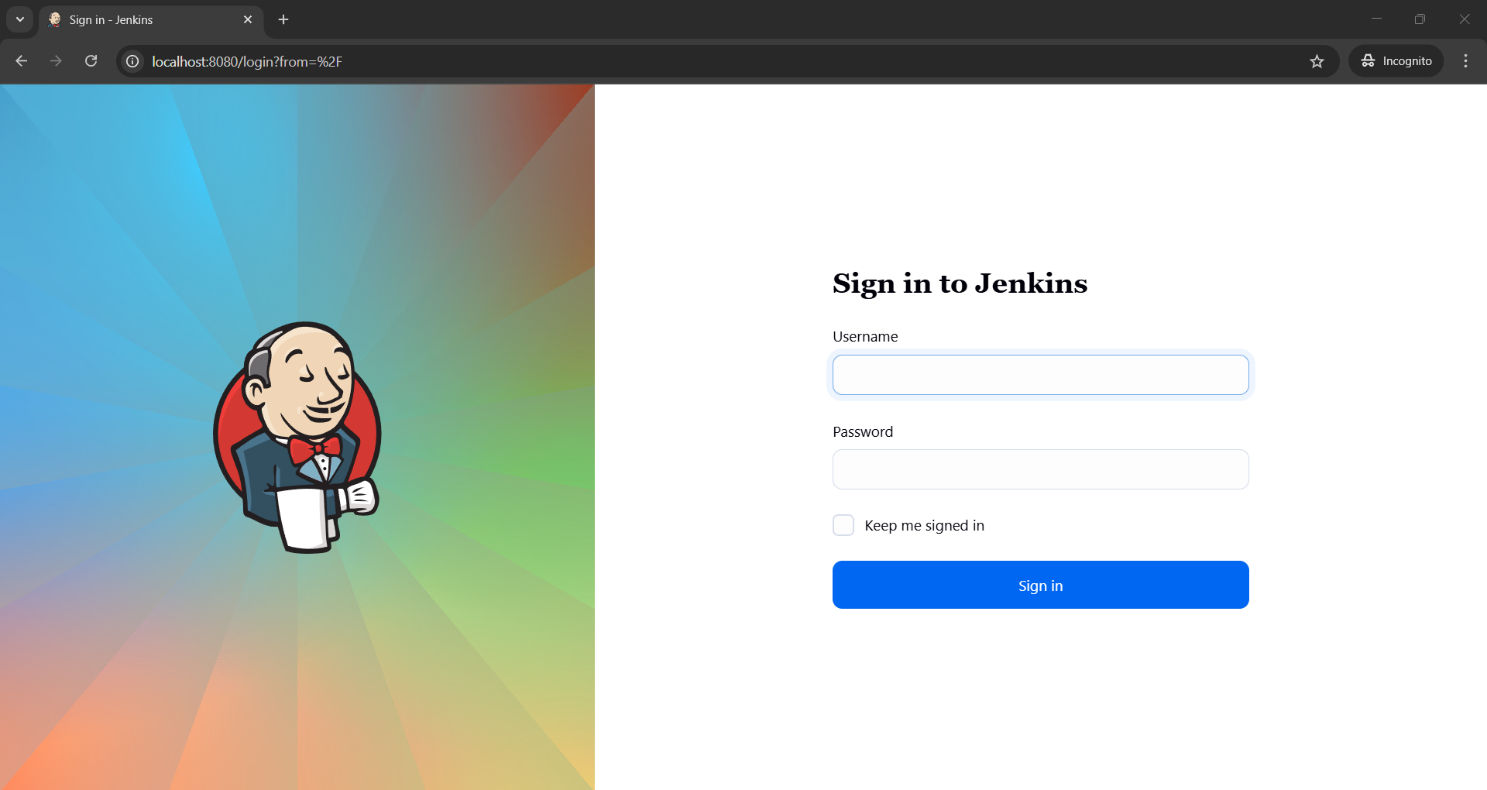 Sign in - Jenkins
localhost:8080/login?from=%2F
Incognito
Sign in to Jenkins
Username
Password
Keep me signed in
Sign in